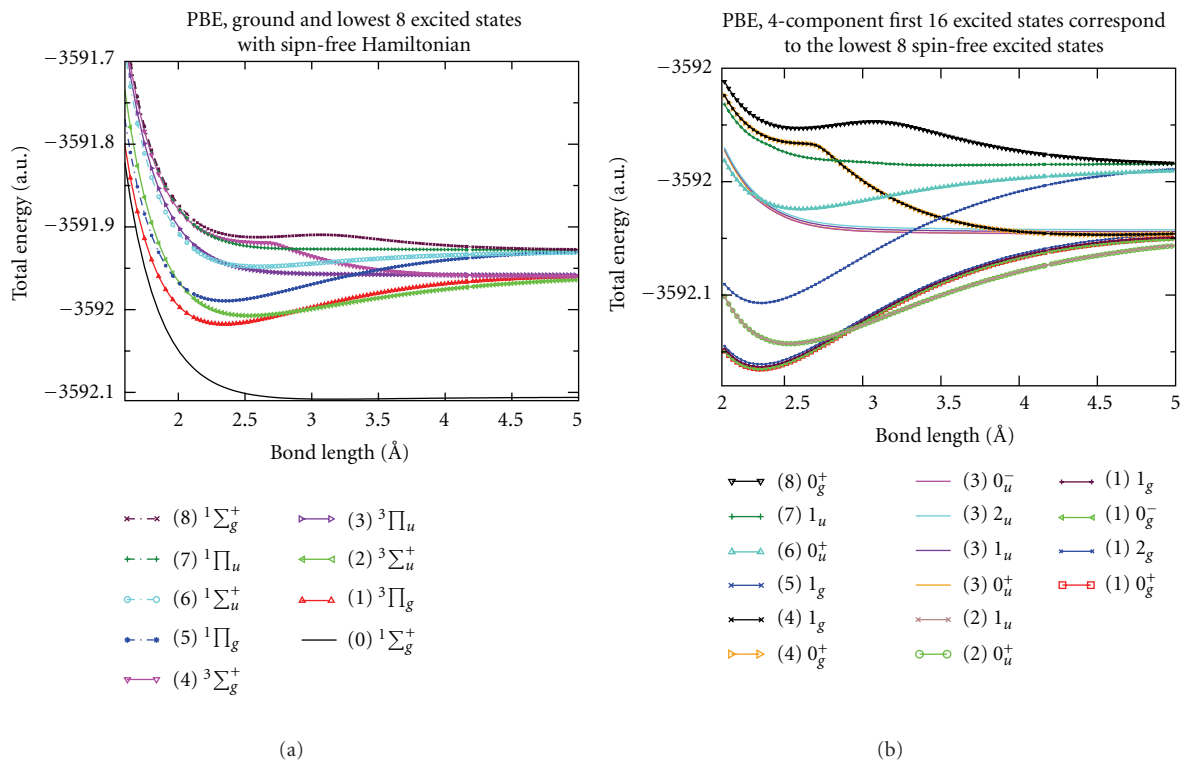 PBE, ground and lowest 8 excited states
with sipn-free Hamiltonian
−3591.7
−3591.8
−3591.9
−3592
−3592.1
Total energy (a.u.)
2
2.5
3
3.5
4
4.5
5
Bond length (Å)
(8) ¹Σg⁺
(7) ¹Πu
(6) ¹Σu⁺
(5) ¹Πg
(4) ³Σg⁺
(3) ³Πu
(2) ³Σu⁺
(1) ³Πg
(0) ¹Σg⁺
(a)
PBE, 4-component first 16 excited states correspond
to the lowest 8 spin-free excited states
−3592
−3592
−3592.1
Total energy (a.u.)
2
2.5
3
3.5
4
4.5
5
Bond length (Å)
(8) 0g⁺
(7) 1u
(6) 0u⁺
(5) 1g
(4) 1g
(4) 0g⁺
(3) 0u⁻
(3) 2u
(3) 1u
(3) 0u⁺
(2) 1u
(2) 0u⁺
(1) 1g
(1) 0g⁻
(1) 2g
(1) 0g⁺
(b)